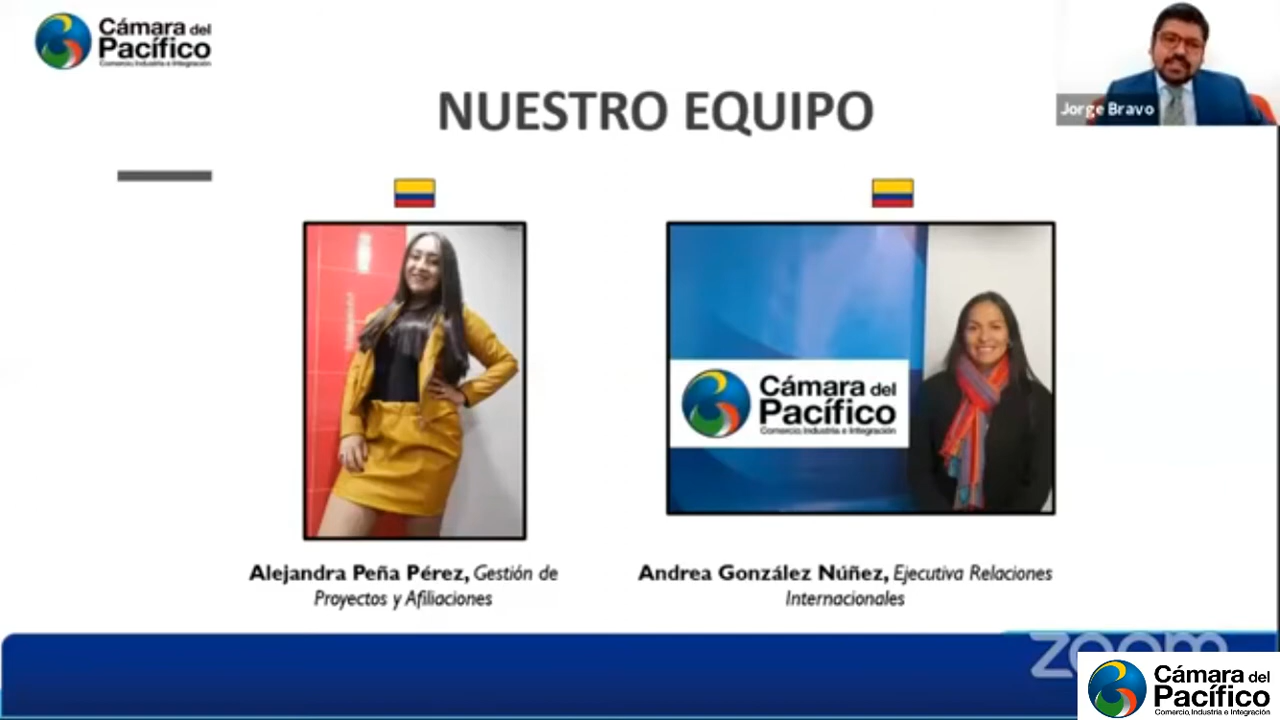 Cámara del
Pacífico
Comercio, Industria e Integración
Jorge Bravo
NUESTRO EQUIPO
Cámara del
Pacífico
Comercio, Industria e Integración
Alejandra Peña Pérez, Gestión de
Proyectos y Afiliaciones
Andrea González Núñez, Ejecutiva Relaciones
Internacionales
zoom
Cámara del
Pacífico
Comercio, Industria e Integración